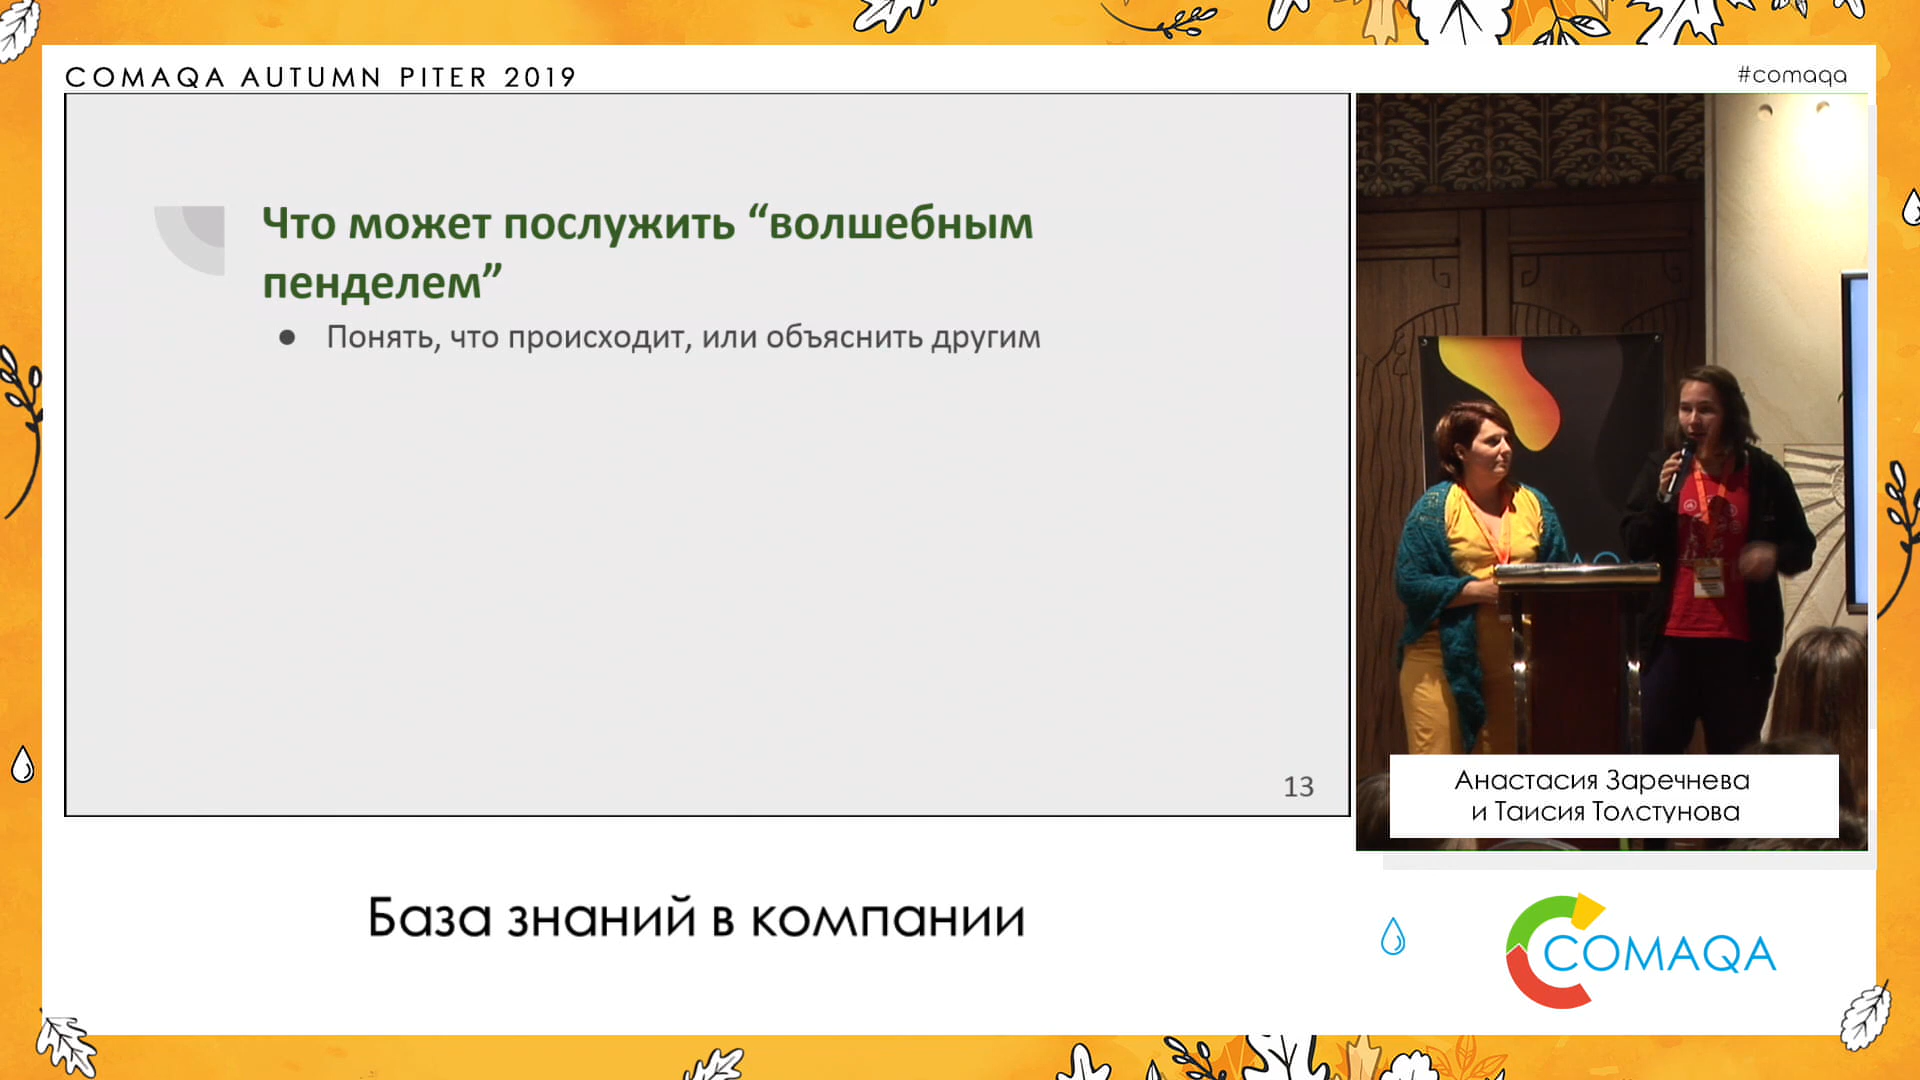 COMAQA AUTUMN PITER 2019
#comaqa
Что может послужить “волшебным
пенделем”
● Понять, что происходит, или объяснить другим
13
Анастасия Заречнева
и Таисия Толстунова
База знаний в компании
COMAQA